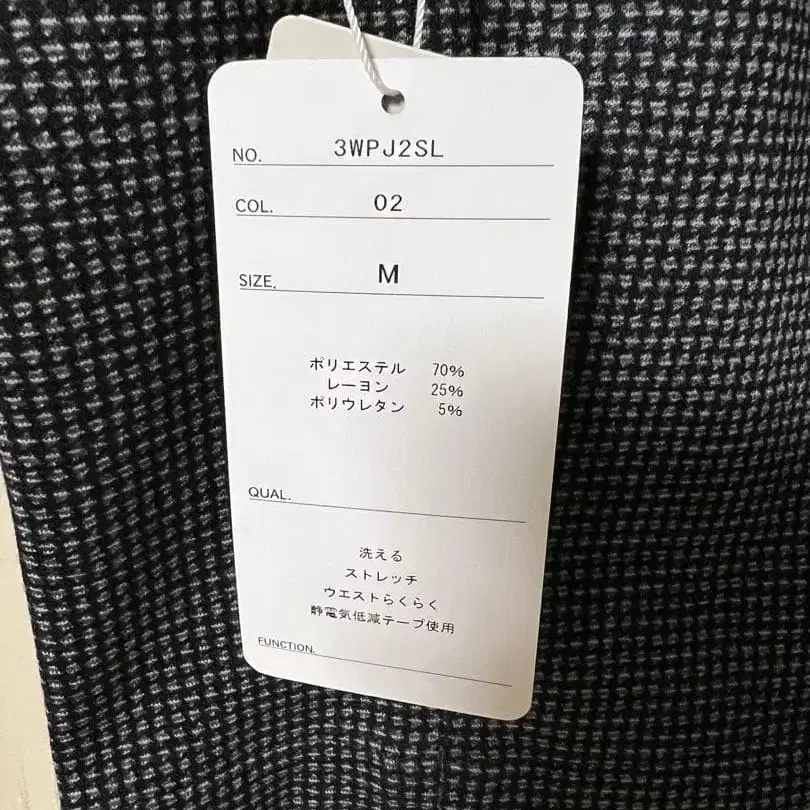 NO. 3WPJ2SL
COL. 02
SIZE. M
ポリエステル 70%
レーヨン 25%
ポリウレタン 5%
QUAL.
洗える
ストレッチ
ウエストらくらく
静電気低減テープ使用
FUNCTION.